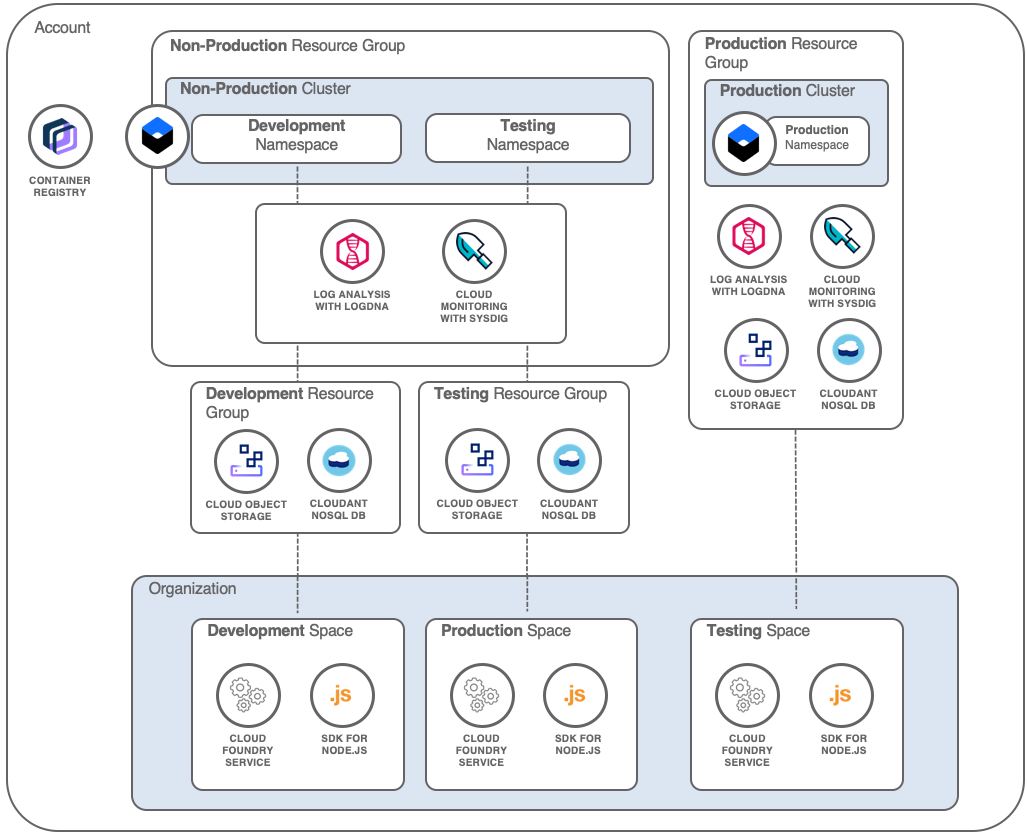 Account
Non-Production Resource Group
Non-Production Cluster
Development
Namespace
Testing
Namespace
Production Resource
Group
Production Cluster
Production
Namespace
CONTAINER
REGISTRY
LOG ANALYSIS
WITH LOGDNA
CLOUD
MONITORING
WITH SYSDIG
LOG ANALYSIS
WITH LOGDNA
CLOUD
MONITORING
WITH SYSDIG
CLOUD OBJECT
STORAGE
CLOUDANT
NOSQL DB
Development Resource
Group
CLOUD OBJECT
STORAGE
CLOUDANT
NOSQL DB
Testing Resource Group
CLOUD OBJECT
STORAGE
CLOUDANT
NOSQL DB
Organization
Development Space
CLOUD
FOUNDRY
SERVICE
.js
SDK FOR
NODE.JS
Production Space
CLOUD
FOUNDRY
SERVICE
.js
SDK FOR
NODE.JS
Testing Space
CLOUD
FOUNDRY
SERVICE
.js
SDK FOR
NODE.JS